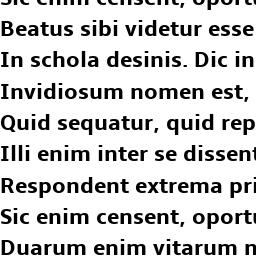 Sic enim censent, oportu
Beatus sibi videtur esse
In schola desinis. Dic in
Invidiosum nomen est,
Quid sequatur, quid rep
Illi enim inter se dissent
Respondent extrema pri
Sic enim censent, oportu
Duarum enim vitarum n